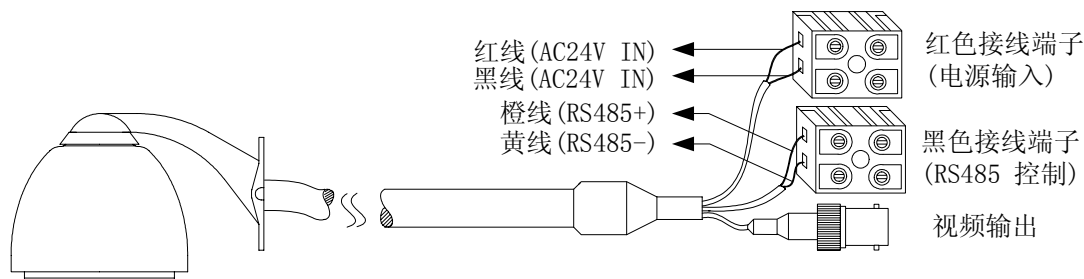 红线(AC24V IN)
黑线(AC24V IN)
橙线(RS485+)
黄线(RS485-)
红色接线端子
(电源输入)
黑色接线端子
(RS485 控制)
视频输出